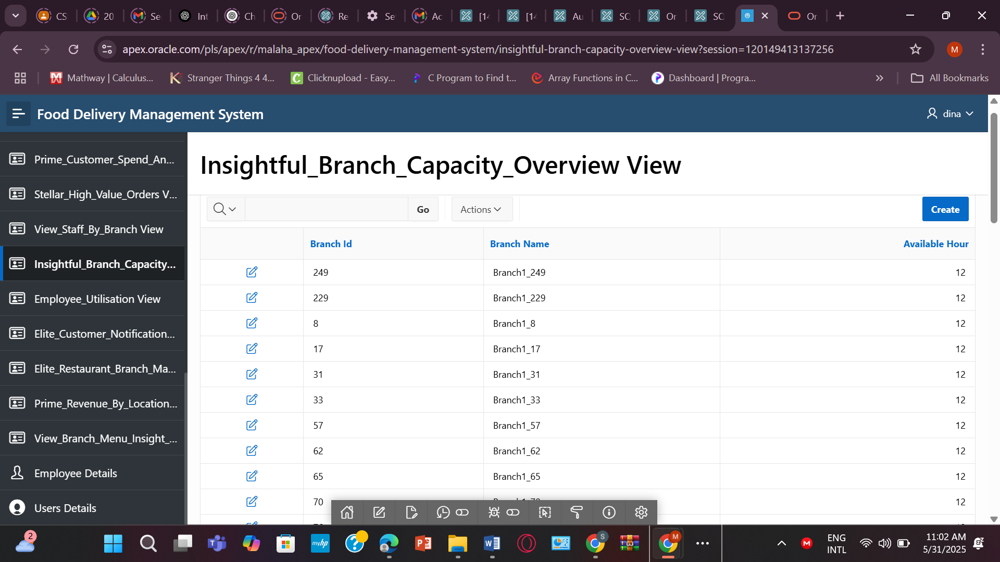 CS
20
Se
Int
Ch
Or
Re
Se
Ac
[14
[14
Au
SQ
Or
SQ
Or
apex.oracle.com/pls/apex/r/malaha_apex/food-delivery-management-system/insightful-branch-capacity-overview-view?session=120149413137256
M
Mathway | Calculus...
Stranger Things 4 4...
Clicknupload - Easy...
C Program to Find t...
Array Functions in C...
Dashboard | Progra...
All Bookmarks
Food Delivery Management System
dina
Prime_Customer_Spend_An...
Stellar_High_Value_Orders V...
View_Staff_By_Branch View
Insightful_Branch_Capacity...
Employee_Utilisation View
Elite_Customer_Notification...
Elite_Restaurant_Branch_Ma...
Prime_Revenue_By_Location...
View_Branch_Menu_Insight_...
Employee Details
Users Details
Insightful_Branch_Capacity_Overview View
Go
Actions
Create
Branch Id Branch Name Available Hour
249 Branch1_249 12
229 Branch1_229 12
8 Branch1_8 12
17 Branch1_17 12
31 Branch1_31 12
33 Branch1_33 12
57 Branch1_57 12
62 Branch1_62 12
65 Branch1_65 12
70 12
2
myhp
S
M
ENG
INTL
11:02 AM
5/31/2025